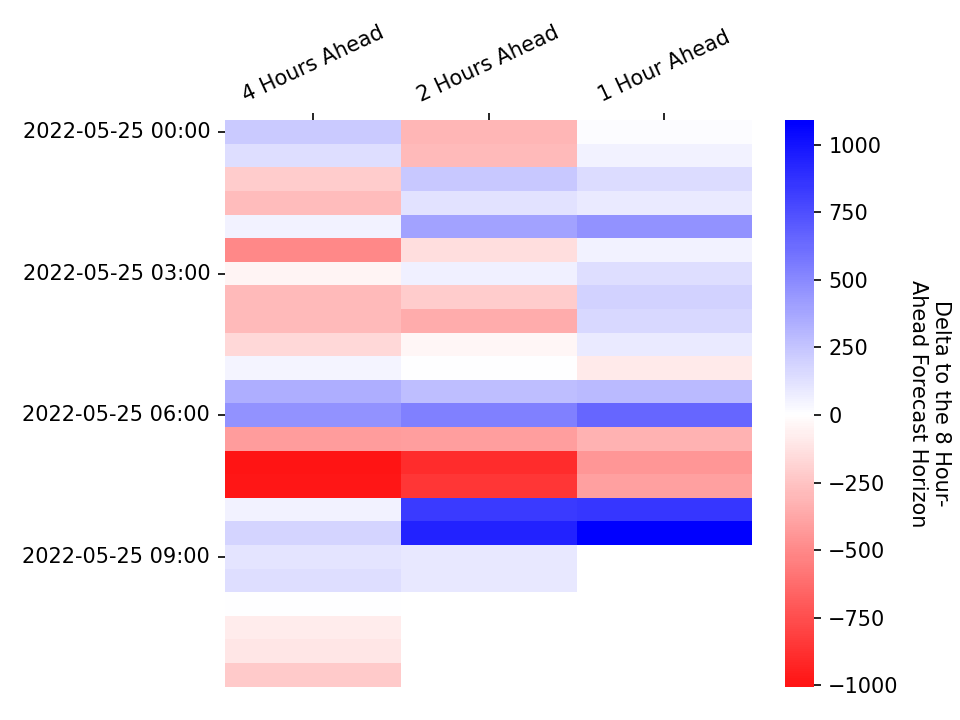 4 Hours Ahead
2 Hours Ahead
1 Hour Ahead
2022-05-25 00:00
2022-05-25 03:00
2022-05-25 06:00
2022-05-25 09:00
1000
750
500
250
0
−250
−500
−750
−1000
Delta to the 8 Hour-
Ahead Forecast Horizon